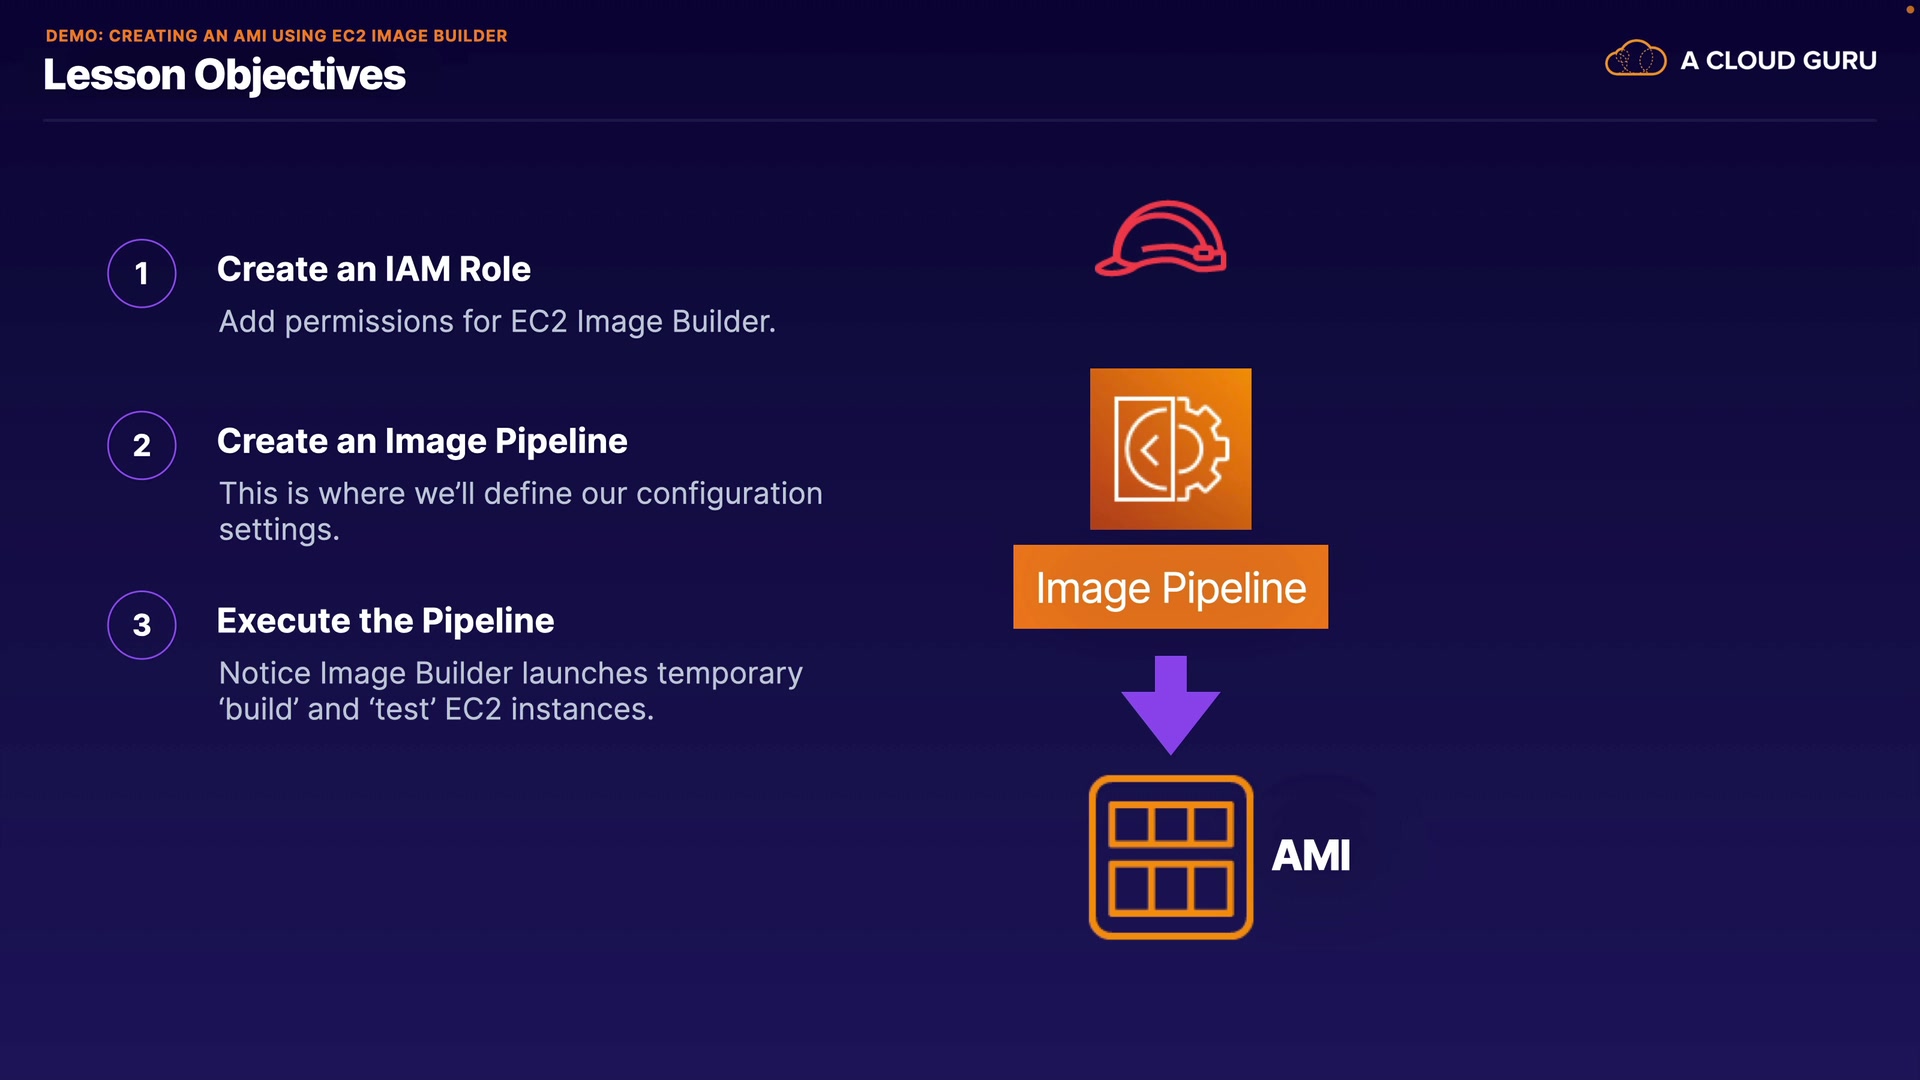 DEMO: CREATING AN AMI USING EC2 IMAGE BUILDER
Lesson Objectives
A CLOUD GURU
1
Create an IAM Role
Add permissions for EC2 Image Builder.
2
Create an Image Pipeline
This is where we’ll define our configuration
settings.
3
Execute the Pipeline
Notice Image Builder launches temporary
‘build’ and ‘test’ EC2 instances.
Image Pipeline
AMI